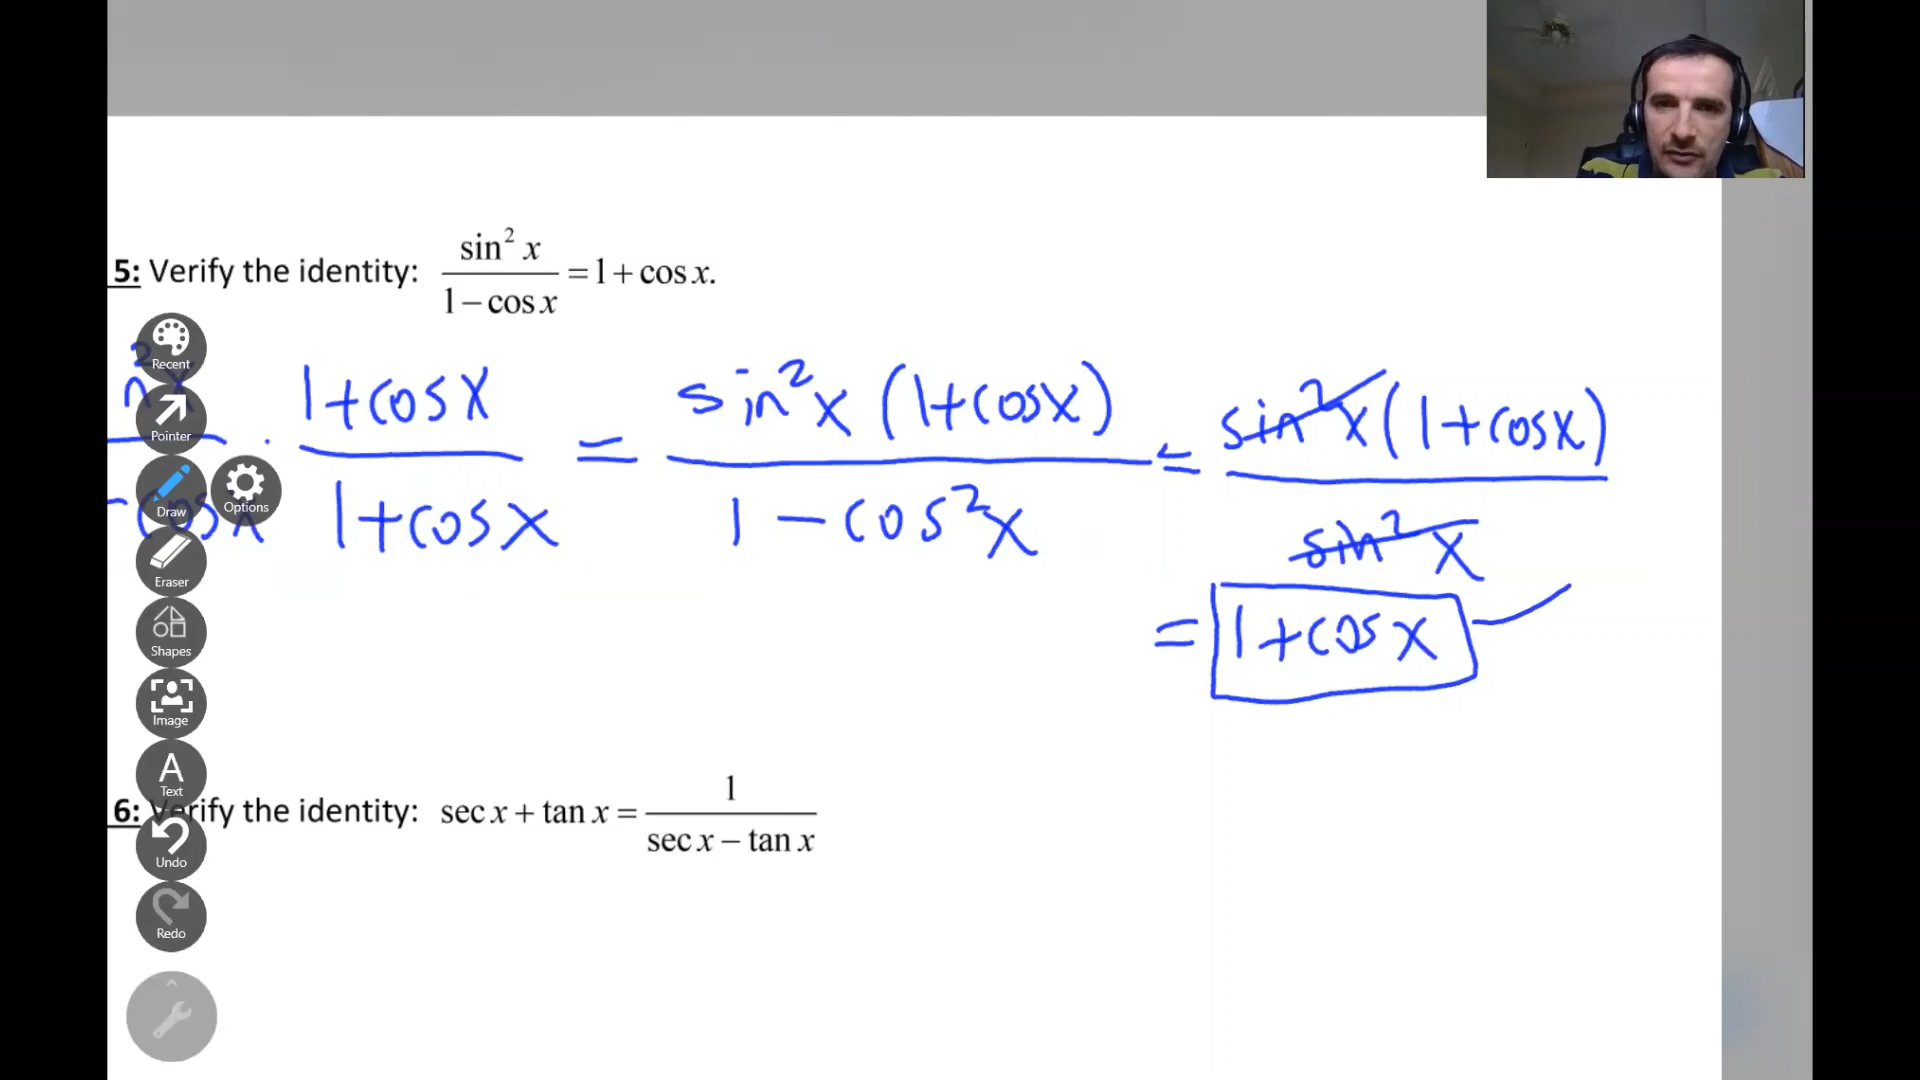 5: Verify the identity: sin² x / (1 − cos x) = 1 + cos x.
1+cosx / 1+cosx = sin²x (1+cosx) / 1 − cos²x = sin²x (1+cosx) / sin²x
= 1+cosx
6: Verify the identity: sec x + tan x = 1 / (sec x − tan x)
Recent
Pointer
Draw
Options
Eraser
Shapes
Image
A
Text
Undo
Redo